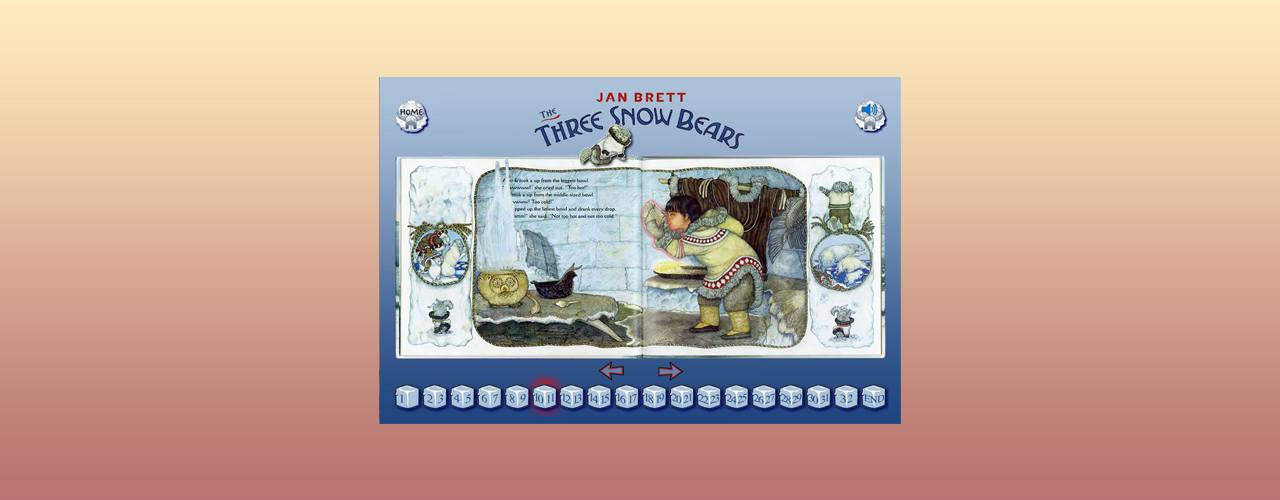 HOME
JAN BRETT
THE
THREE SNOW BEARS
took a sip from the biggest bowl.
she cried out. "Too hot!"
took a sip from the middle-sized bowl.
"Too cold!"
up the littlest bowl and drank every drop.
she said. "Not too hot and not too cold."
1 2 3 4 5 6 7 8 9 10 11 12 13 14 15 16 17 18 19 20 21 22 23 24 25 26 27 28 29 30 31 32 END